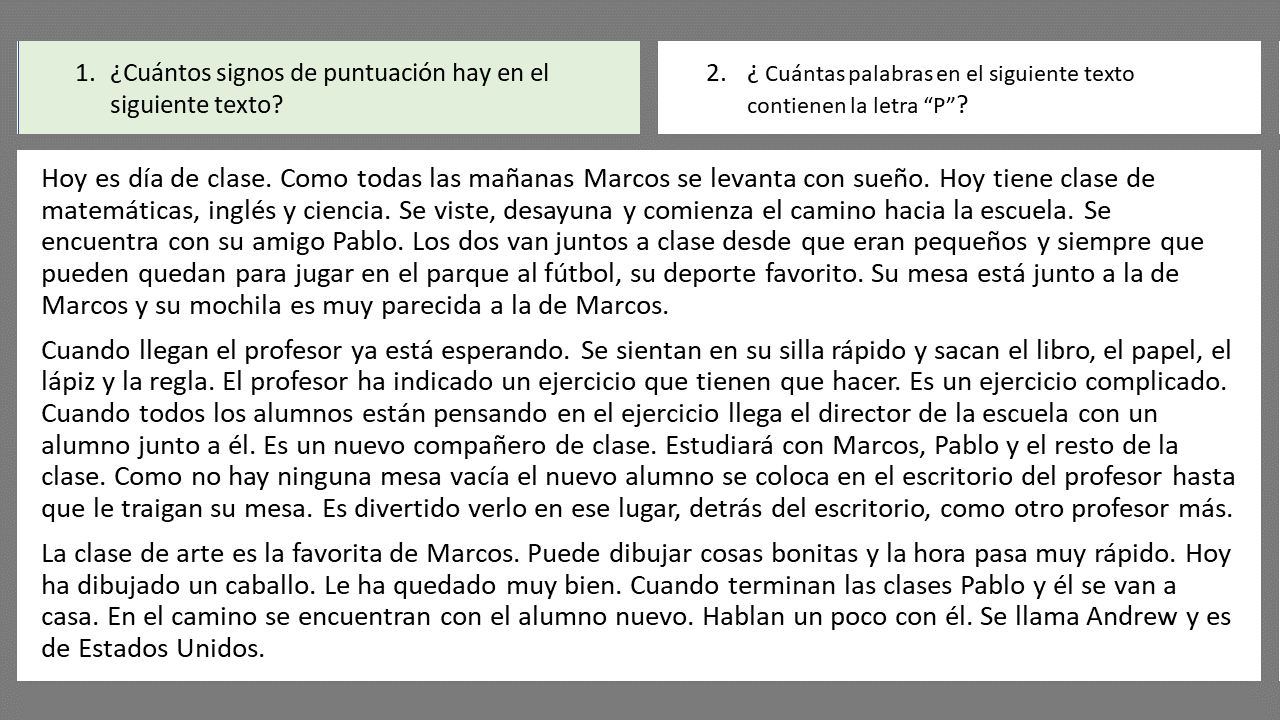 1. ¿Cuántos signos de puntuación hay en el
siguiente texto?
2. ¿ Cuántas palabras en el siguiente texto
contienen la letra “P”?
Hoy es día de clase. Como todas las mañanas Marcos se levanta con sueño. Hoy tiene clase de
matemáticas, inglés y ciencia. Se viste, desayuna y comienza el camino hacia la escuela. Se
encuentra con su amigo Pablo. Los dos van juntos a clase desde que eran pequeños y siempre que
pueden quedan para jugar en el parque al fútbol, su deporte favorito. Su mesa está junto a la de
Marcos y su mochila es muy parecida a la de Marcos.
Cuando llegan el profesor ya está esperando. Se sientan en su silla rápido y sacan el libro, el papel, el
lápiz y la regla. El profesor ha indicado un ejercicio que tienen que hacer. Es un ejercicio complicado.
Cuando todos los alumnos están pensando en el ejercicio llega el director de la escuela con un
alumno junto a él. Es un nuevo compañero de clase. Estudiará con Marcos, Pablo y el resto de la
clase. Como no hay ninguna mesa vacía el nuevo alumno se coloca en el escritorio del profesor hasta
que le traigan su mesa. Es divertido verlo en ese lugar, detrás del escritorio, como otro profesor más.
La clase de arte es la favorita de Marcos. Puede dibujar cosas bonitas y la hora pasa muy rápido. Hoy
ha dibujado un caballo. Le ha quedado muy bien. Cuando terminan las clases Pablo y él se van a
casa. En el camino se encuentran con el alumno nuevo. Hablan un poco con él. Se llama Andrew y es
de Estados Unidos.